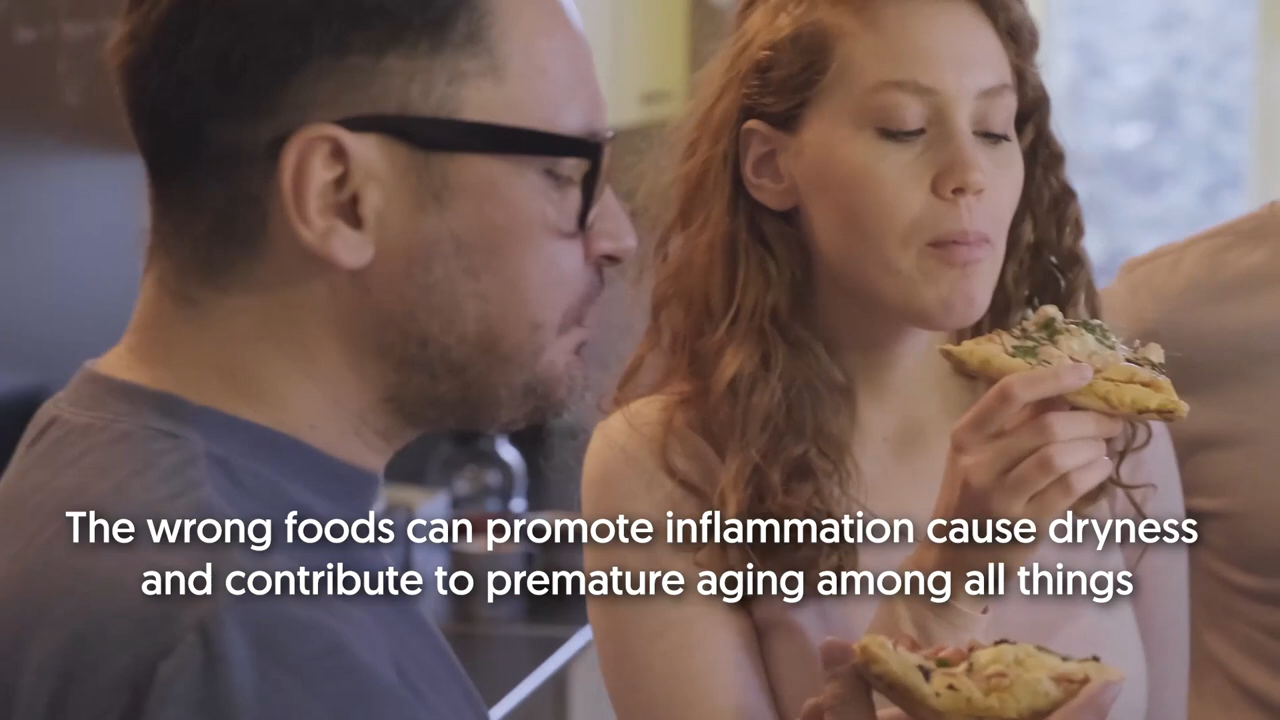 The wrong foods can promote inflammation cause dryness
and contribute to premature aging among all things